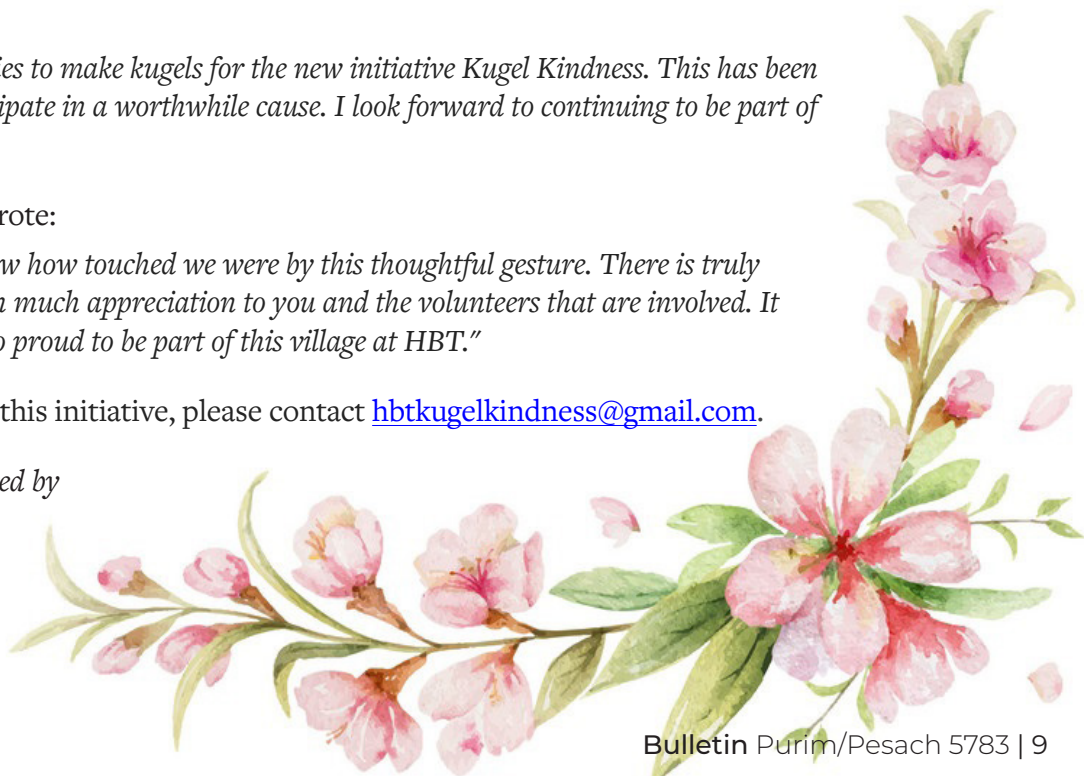 ies to make kugels for the new initiative Kugel Kindness. This has been
ipate in a worthwhile cause. I look forward to continuing to be part of
rote:
w how touched we were by this thoughtful gesture. There is truly
n much appreciation to you and the volunteers that are involved. It
o proud to be part of this village at HBT."
this initiative, please contact hbtkugelkindness@gmail.com.
ed by
Bulletin Purim/Pesach 5783 | 9